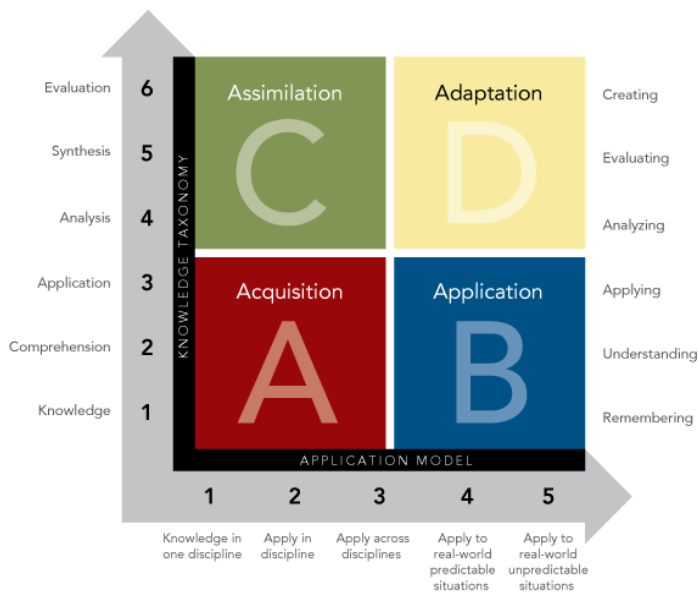 Evaluation 6 Assimilation Adaptation Creating
C D
Synthesis 5 Evaluating
Analysis 4 Analyzing
KNOWLEDGE TAXONOMY
Application 3 Acquisition Application Applying
A B
Comprehension 2 Understanding
Knowledge 1 Remembering
APPLICATION MODEL
1 2 3 4 5
Knowledge in
one discipline
Apply in
discipline
Apply across
disciplines
Apply to
real-world
predictable
situations
Apply to
real-world
unpredictable
situations